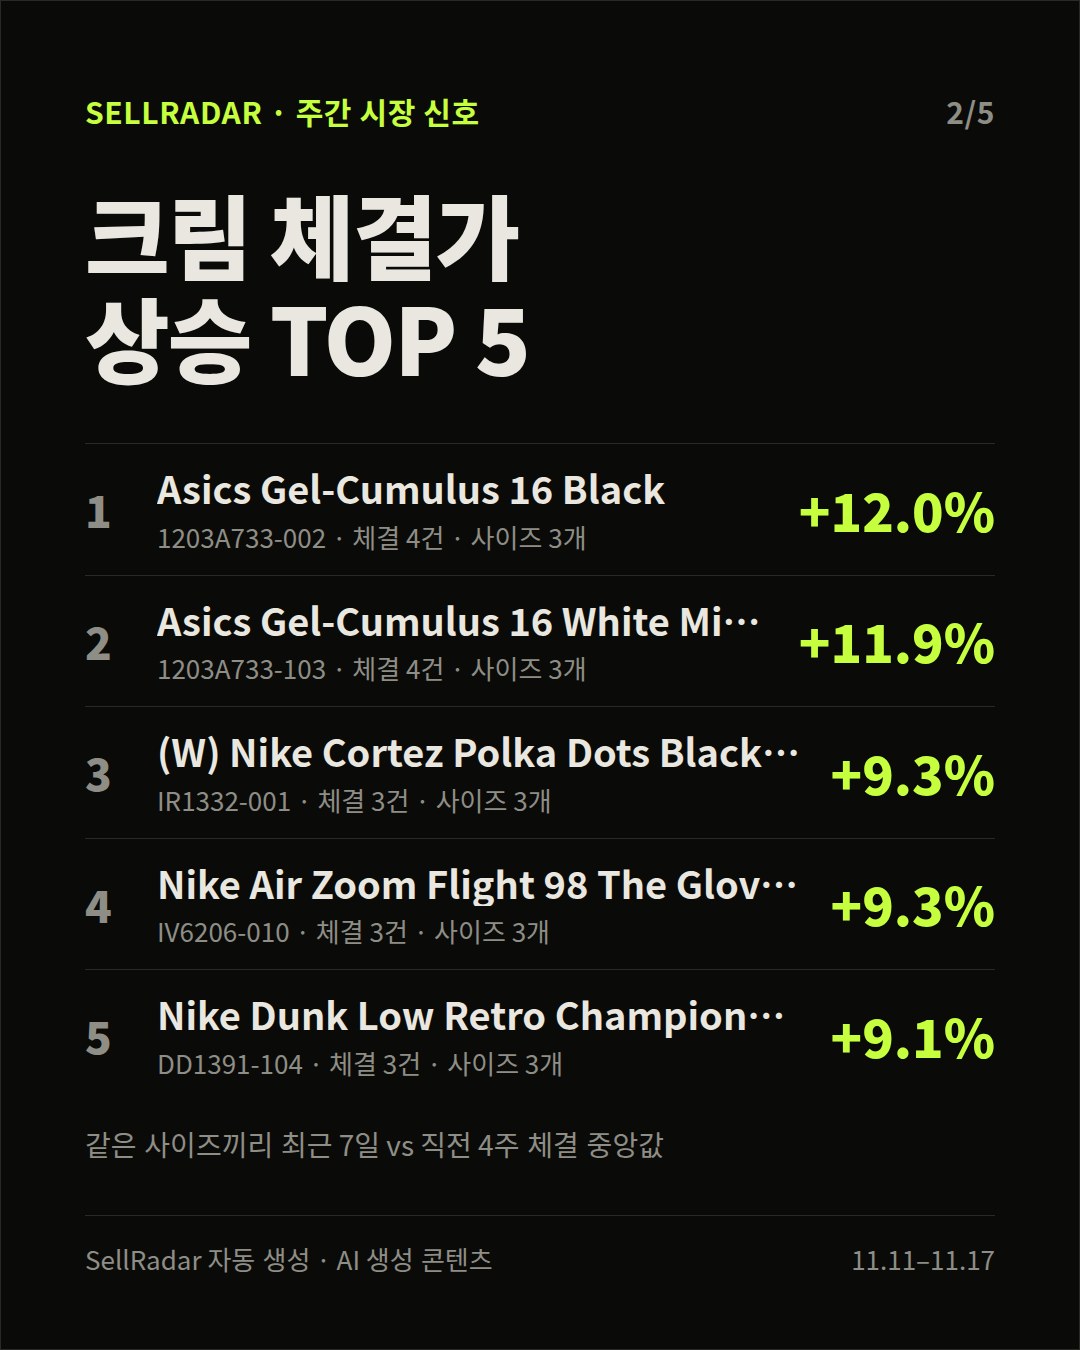 SELLRADAR · 주간 시장 신호
2/5
크림 체결가
상승 TOP 5
1
Asics Gel-Cumulus 16 Black
1203A733-002 · 체결 4건 · 사이즈 3개
+12.0%
2
Asics Gel-Cumulus 16 White Mi…
1203A733-103 · 체결 4건 · 사이즈 3개
+11.9%
3
(W) Nike Cortez Polka Dots Black…
IR1332-001 · 체결 3건 · 사이즈 3개
+9.3%
4
Nike Air Zoom Flight 98 The Glov…
IV6206-010 · 체결 3건 · 사이즈 3개
+9.3%
5
Nike Dunk Low Retro Champion…
DD1391-104 · 체결 3건 · 사이즈 3개
+9.1%
같은 사이즈끼리 최근 7일 vs 직전 4주 체결 중앙값
SellRadar 자동 생성 · AI 생성 콘텐츠
11.11–11.17